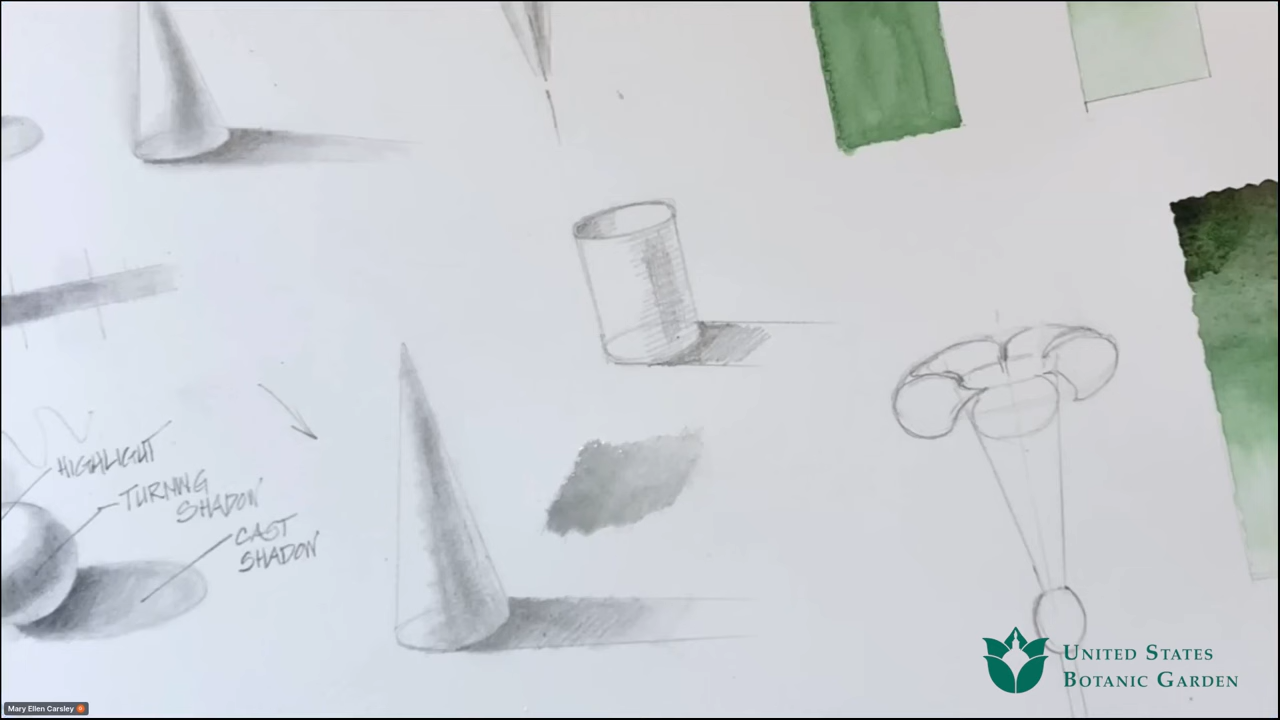 HIGHLIGHT
TURNING
SHADOW
CAST
SHADOW
UNITED STATES
BOTANIC GARDEN
Mary Ellen Carsley